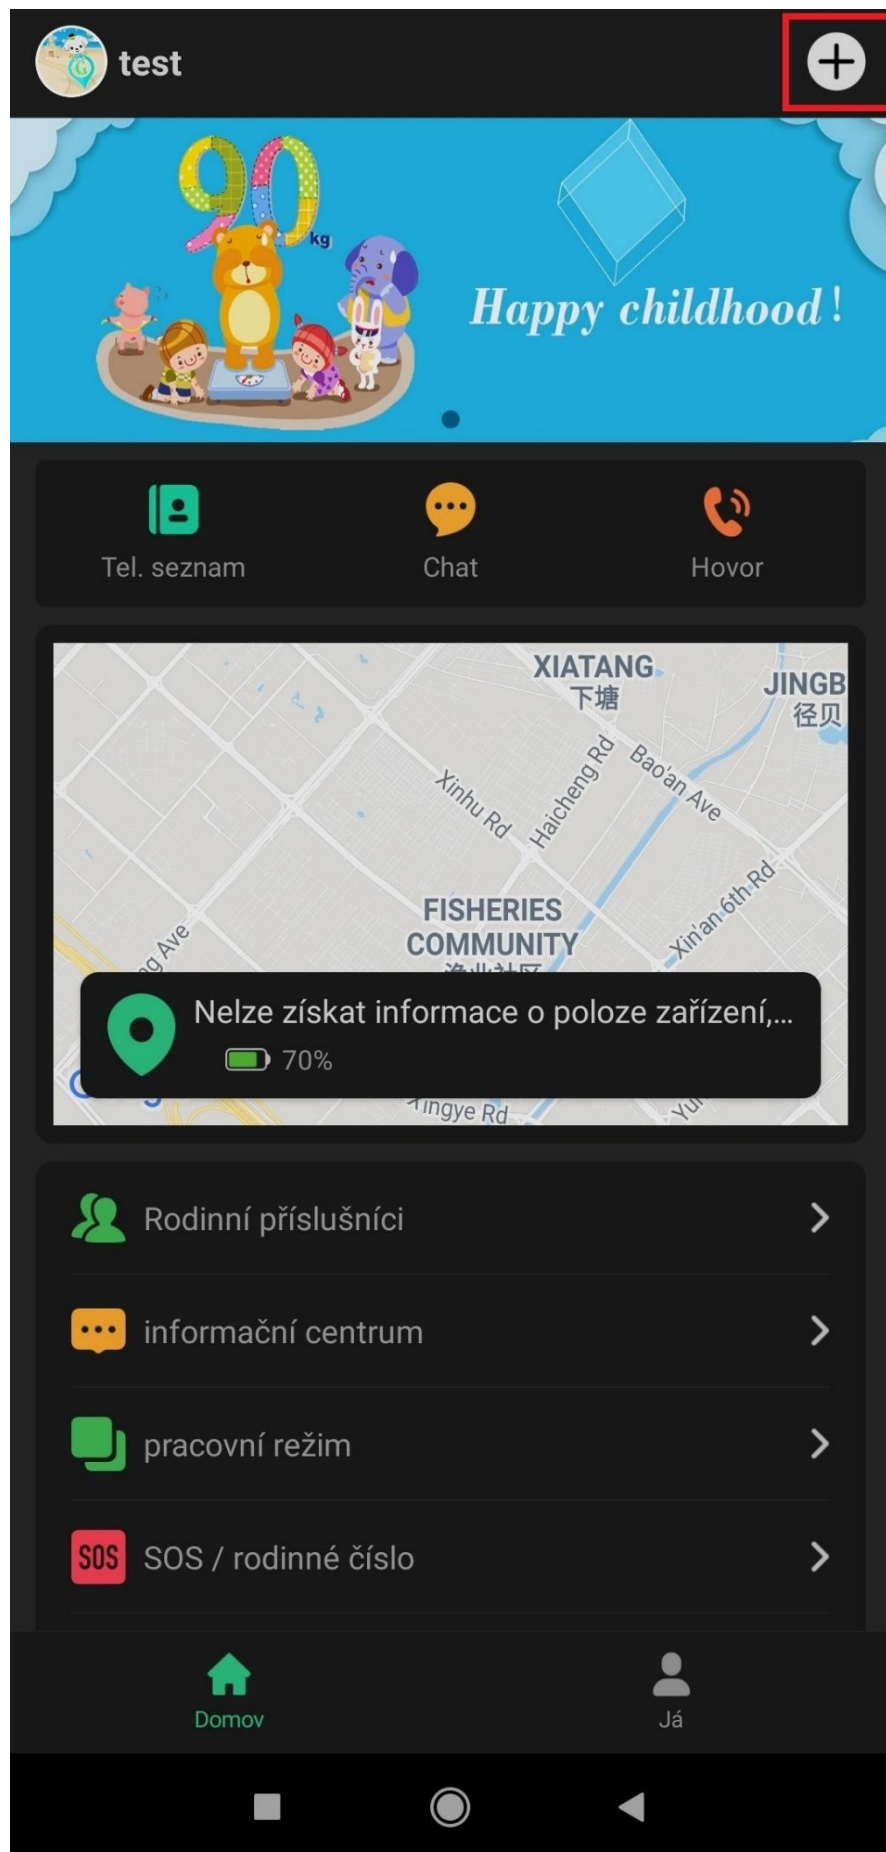 test
90
kg
Happy childhood!
Tel. seznam
Chat
Hovor
XIATANG
下塘
JINGB
径贝
Xinhu Rd
Haicheng Rd
Bao'an Ave
Xin'an 6th Rd
FISHERIES
COMMUNITY
Ave
Nelze získat informace o poloze zařízení,...
70%
Xingye Rd
Rodinní příslušníci
informační centrum
pracovní režim
SOS
SOS / rodinné číslo
Domov
Já